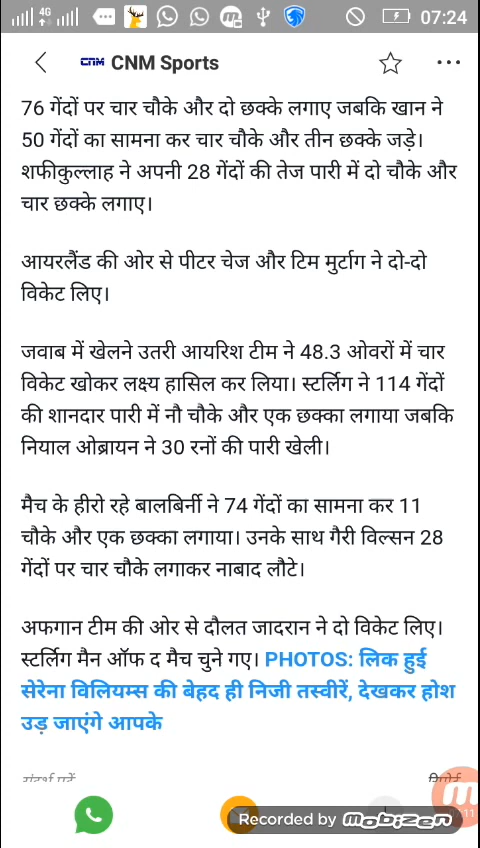 4G 07:24
CNM CNM Sports
76 गेंदों पर चार चौके और दो छक्के लगाए जबकि खान ने
50 गेंदों का सामना कर चार चौके और तीन छक्के जड़े।
शफीकुल्लाह ने अपनी 28 गेंदों की तेज पारी में दो चौके और
चार छक्के लगाए।
आयरलैंड की ओर से पीटर चेज और टिम मुर्टाग ने दो-दो
विकेट लिए।
जवाब में खेलने उतरी आयरिश टीम ने 48.3 ओवरों में चार
विकेट खोकर लक्ष्य हासिल कर लिया। स्टर्लिग ने 114 गेंदों
की शानदार पारी में नौ चौके और एक छक्का लगाया जबकि
नियाल ओब्रायन ने 30 रनों की पारी खेली।
मैच के हीरो रहे बालबिर्नी ने 74 गेंदों का सामना कर 11
चौके और एक छक्का लगाया। उनके साथ गैरी विल्सन 28
गेंदों पर चार चौके लगाकर नाबाद लौटे।
अफगान टीम की ओर से दौलत जादरान ने दो विकेट लिए।
स्टर्लिग मैन ऑफ द मैच चुने गए। PHOTOS: लिक हुई
सेरेना विलियम्स की बेहद ही निजी तस्वीरें, देखकर होश
उड़ जाएंगे आपके
Recorded by mobizen